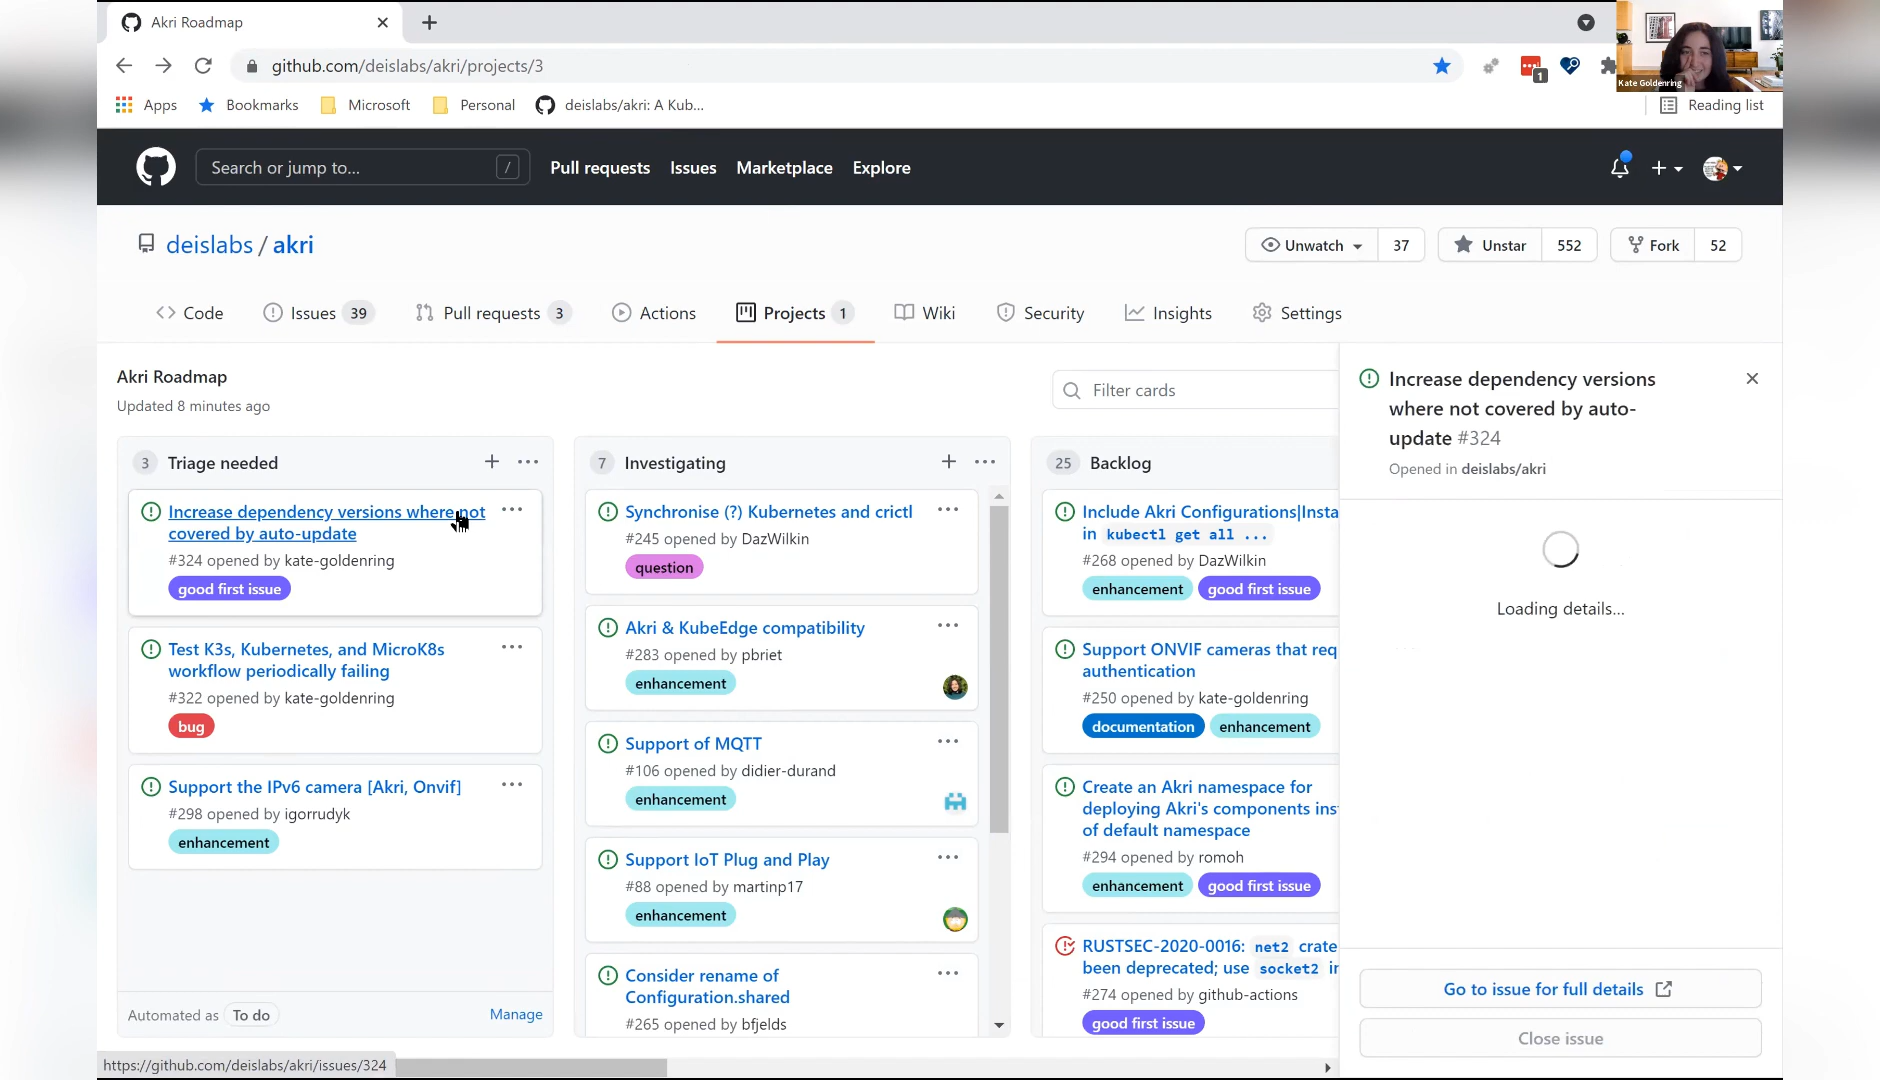 Akri Roadmap
github.com/deislabs/akri/projects/3
1
Kate Goldenring
Apps
Bookmarks
Microsoft
Personal
deislabs/akri: A Kub...
Reading list
Search or jump to...
/
Pull requests
Issues
Marketplace
Explore
deislabs / akri
Unwatch
37
Unstar
552
Fork
52
Code
Issues 39
Pull requests 3
Actions
Projects 1
Wiki
Security
Insights
Settings
Akri Roadmap
Updated 8 minutes ago
Filter cards
3 Triage needed
Increase dependency versions where not
covered by auto-update
#324 opened by kate-goldenring
good first issue
Test K3s, Kubernetes, and MicroK8s
workflow periodically failing
#322 opened by kate-goldenring
bug
Support the IPv6 camera [Akri, Onvif]
#298 opened by igorrudyk
enhancement
Automated as To do
Manage
7 Investigating
Synchronise (?) Kubernetes and crictl
#245 opened by DazWilkin
question
Akri & KubeEdge compatibility
#283 opened by pbriet
enhancement
Support of MQTT
#106 opened by didier-durand
enhancement
Support IoT Plug and Play
#88 opened by martinp17
enhancement
Consider rename of
Configuration.shared
#265 opened by bfjelds
25 Backlog
Include Akri Configurations|Insta
in kubectl get all ...
#268 opened by DazWilkin
enhancement good first issue
Support ONVIF cameras that req
authentication
#250 opened by kate-goldenring
documentation enhancement
Create an Akri namespace for
deploying Akri's components ins
of default namespace
#294 opened by romoh
enhancement good first issue
RUSTSEC-2020-0016: net2 crate
been deprecated; use socket2 in
#274 opened by github-actions
good first issue
Increase dependency versions
where not covered by auto-
update #324
Opened in deislabs/akri
Loading details...
Go to issue for full details
Close issue
https://github.com/deislabs/akri/issues/324